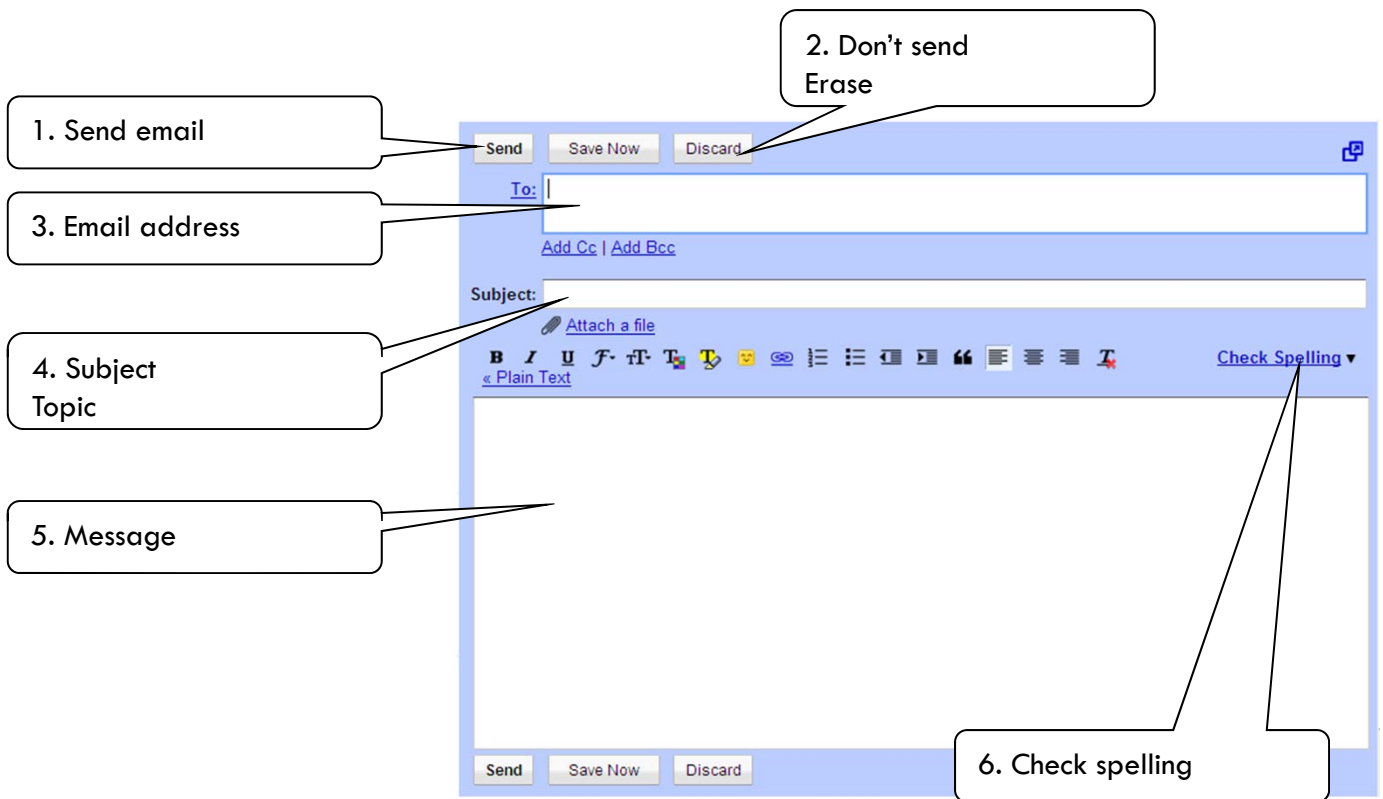 2. Don't send
Erase
1. Send email
Send Save Now Discard
To:
3. Email address
Add Cc | Add Bcc
Subject:
Attach a file
4. Subject
Topic
B I U F T T T T Check Spelling
« Plain Text
5. Message
6. Check spelling
Send Save Now Discard